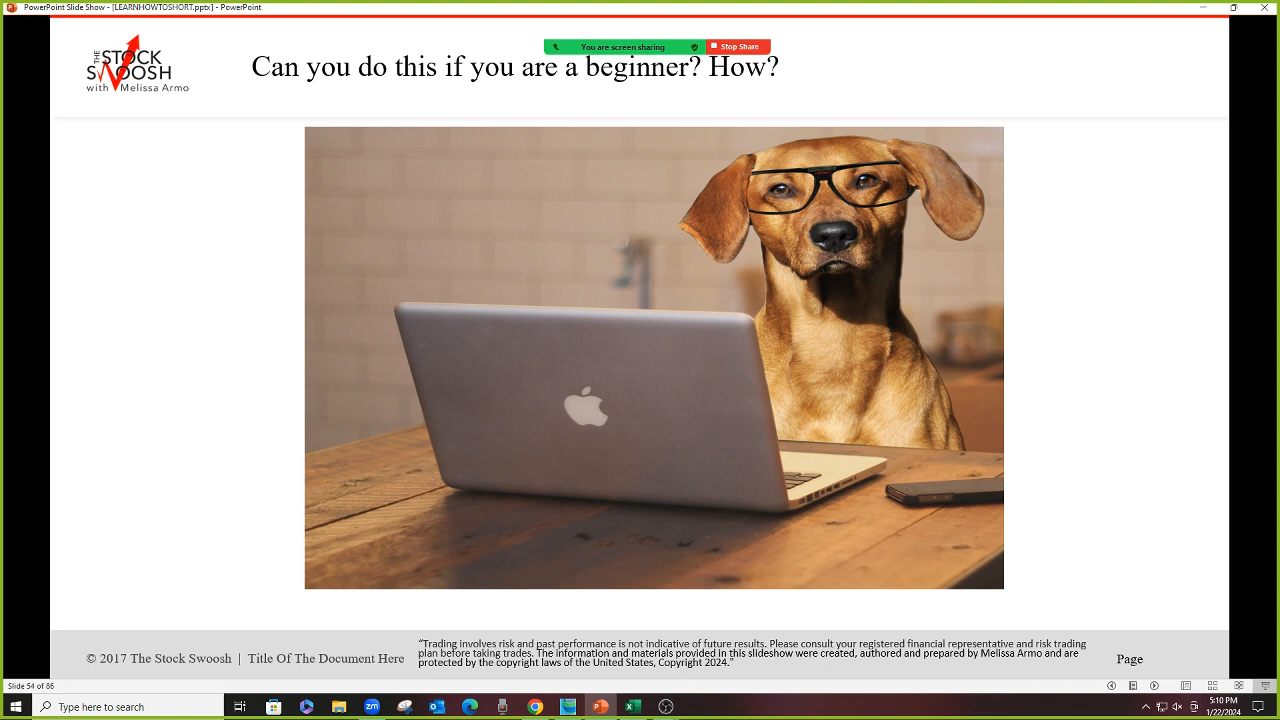 PowerPoint Slide Show - [LEARNHOWTOSHORT.pptx] - PowerPoint
You are screen sharing
Stop Share
THE
STOCK
SWOOSH
with Melissa Armo
Can you do this if you are a beginner? How?
"Trading involves risk and past performance is not indicative of future results. Please consult your registered financial representative and risk trading
plan before taking trades. The information and materials provided in this slideshow were created, authored and prepared by Melissa Armo and are
protected by the copyright laws of the United States, Copyright 2024."
© 2017 The Stock Swoosh | Title Of The Document Here
Page
Slide 54 of 86
Type here to search
zm
5:10 PM
1/22/2024